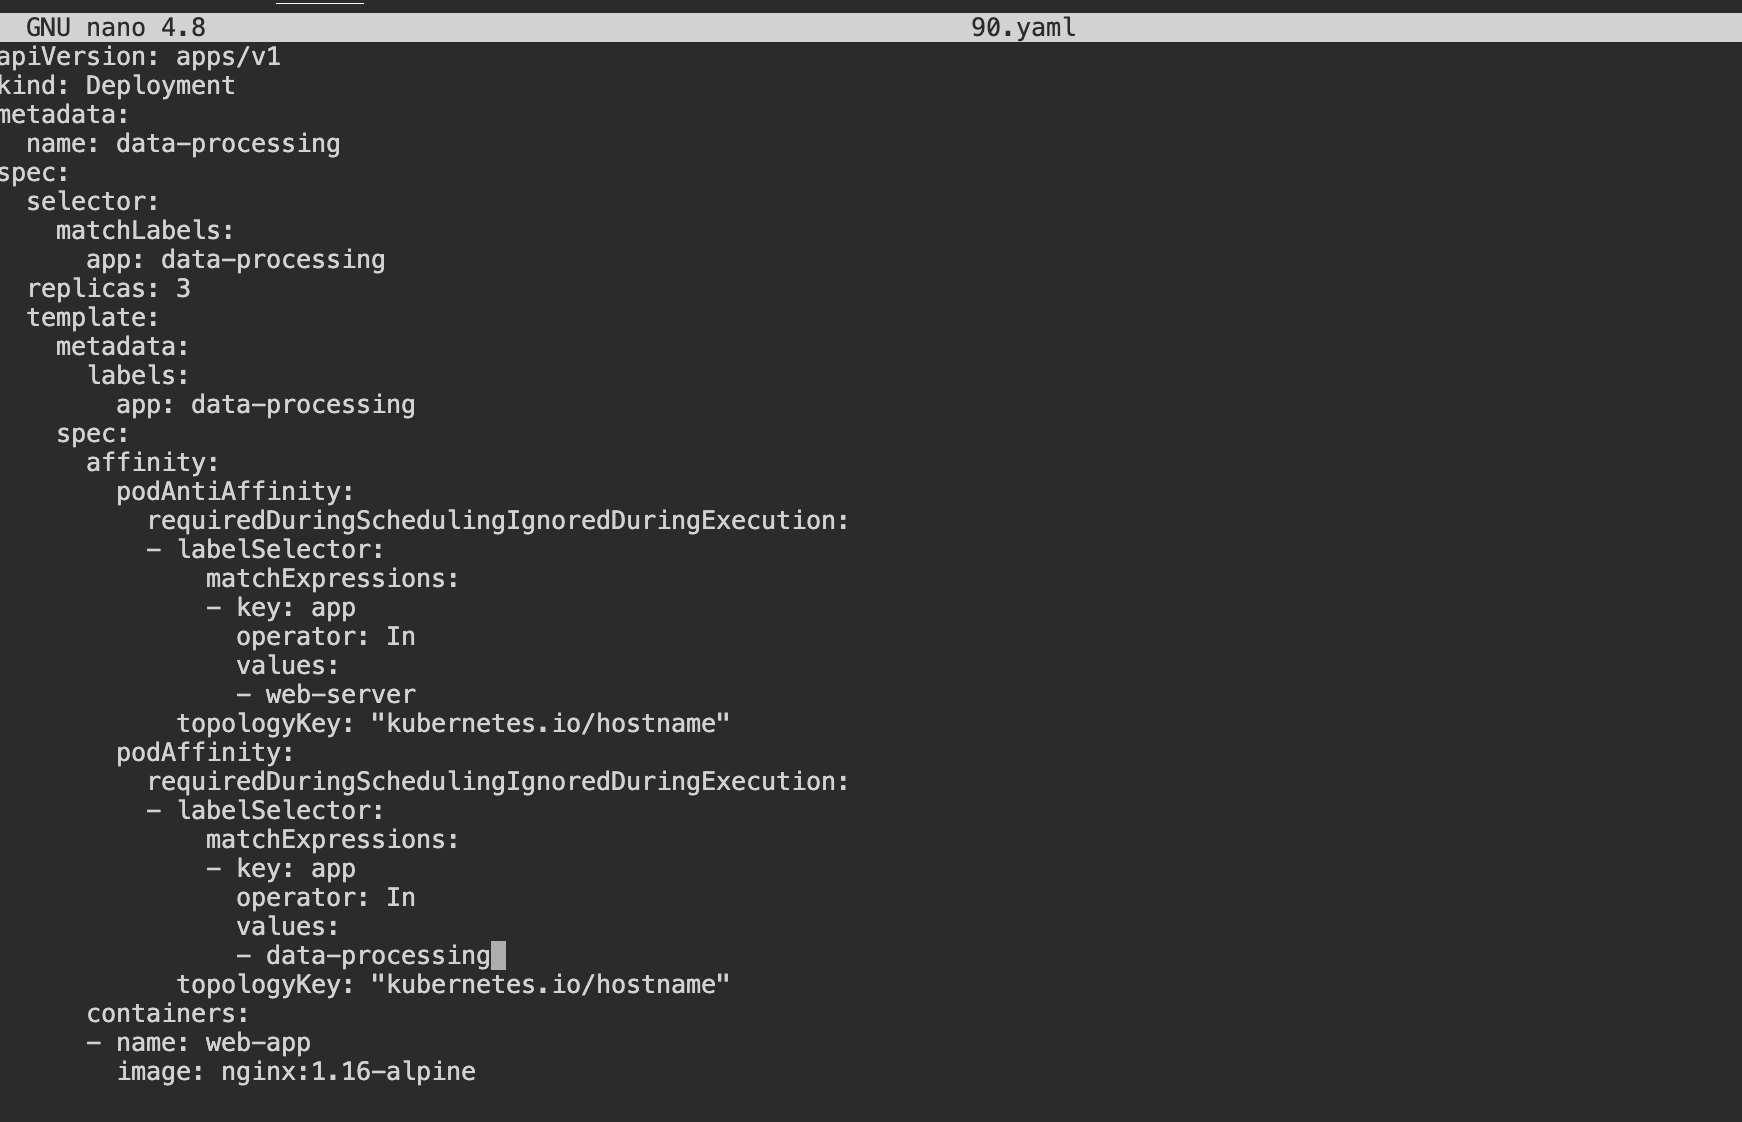 GNU nano 4.8 90.yaml
apiVersion: apps/v1
kind: Deployment
metadata:
  name: data-processing
spec:
  selector:
    matchLabels:
      app: data-processing
  replicas: 3
  template:
    metadata:
      labels:
        app: data-processing
    spec:
      affinity:
        podAntiAffinity:
          requiredDuringSchedulingIgnoredDuringExecution:
          - labelSelector:
              matchExpressions:
              - key: app
                operator: In
                values:
                - web-server
            topologyKey: "kubernetes.io/hostname"
        podAffinity:
          requiredDuringSchedulingIgnoredDuringExecution:
          - labelSelector:
              matchExpressions:
              - key: app
                operator: In
                values:
                - data-processing
            topologyKey: "kubernetes.io/hostname"
      containers:
      - name: web-app
        image: nginx:1.16-alpine